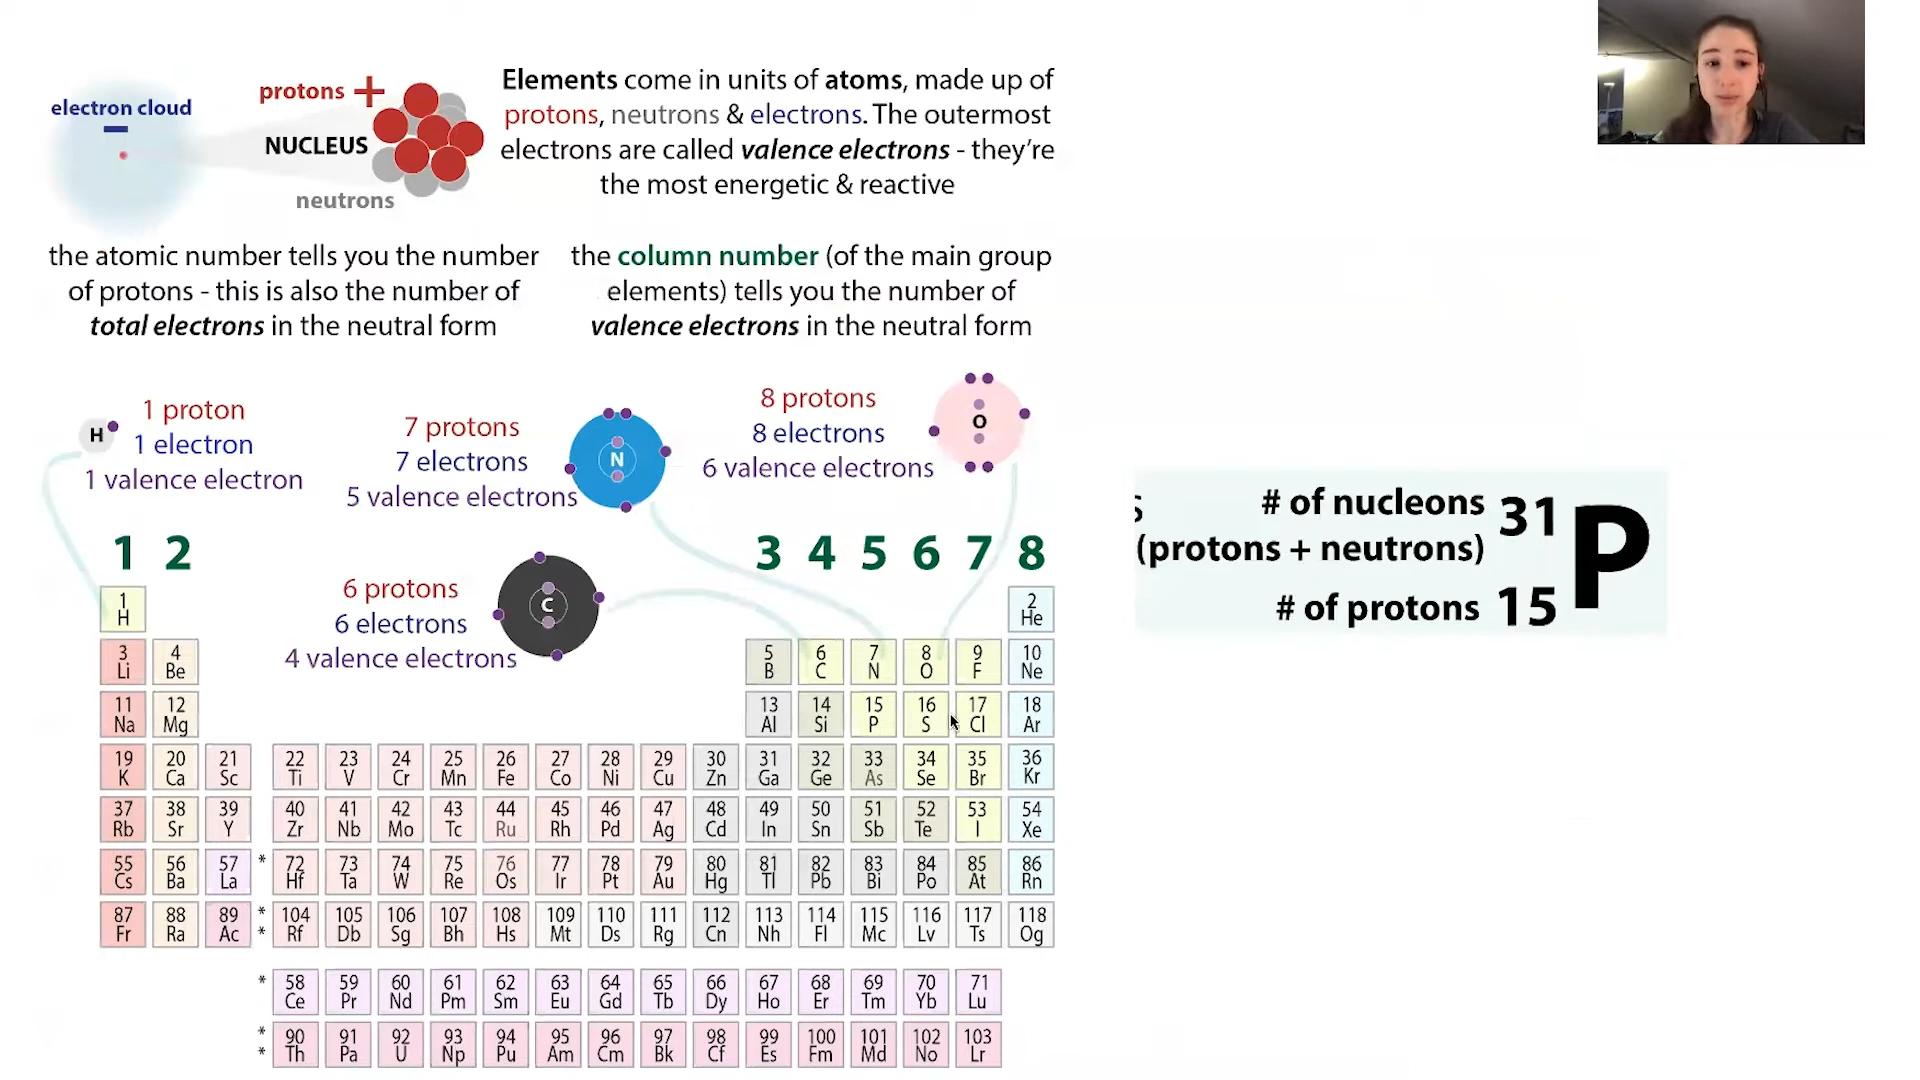 electron cloud
protons +
NUCLEUS
neutrons
Elements come in units of atoms, made up of
protons, neutrons & electrons. The outermost
electrons are called valence electrons - they're
the most energetic & reactive
the atomic number tells you the number
of protons - this is also the number of
total electrons in the neutral form
the column number (of the main group
elements) tells you the number of
valence electrons in the neutral form
H
1 proton
1 electron
1 valence electron
7 protons
7 electrons
5 valence electrons
N
8 protons
8 electrons
6 valence electrons
O
6 protons
6 electrons
4 valence electrons
C
s # of nucleons 31
(protons + neutrons)
# of protons 15
P
1 2 3 4 5 6 7 8
1 2
H He
3 4 5 6 7 8 9 10
Li Be B C N O F Ne
11 12 13 14 15 16 17 18
Na Mg Al Si P S Cl Ar
19 20 21 22 23 24 25 26 27 28 29 30 31 32 33 34 35 36
K Ca Sc Ti V Cr Mn Fe Co Ni Cu Zn Ga Ge As Se Br Kr
37 38 39 40 41 42 43 44 45 46 47 48 49 50 51 52 53 54
Rb Sr Y Zr Nb Mo Tc Ru Rh Pd Ag Cd In Sn Sb Te I Xe
55 56 57 * 72 73 74 75 76 77 78 79 80 81 82 83 84 85 86
Cs Ba La Hf Ta W Re Os Ir Pt Au Hg Tl Pb Bi Po At Rn
87 88 89 * 104 105 106 107 108 109 110 111 112 113 114 115 116 117 118
Fr Ra Ac * Rf Db Sg Bh Hs Mt Ds Rg Cn Nh Fl Mc Lv Ts Og
* 58 59 60 61 62 63 64 65 66 67 68 69 70 71
Ce Pr Nd Pm Sm Eu Gd Tb Dy Ho Er Tm Yb Lu
* 90 91 92 93 94 95 96 97 98 99 100 101 102 103
* Th Pa U Np Pu Am Cm Bk Cf Es Fm Md No Lr